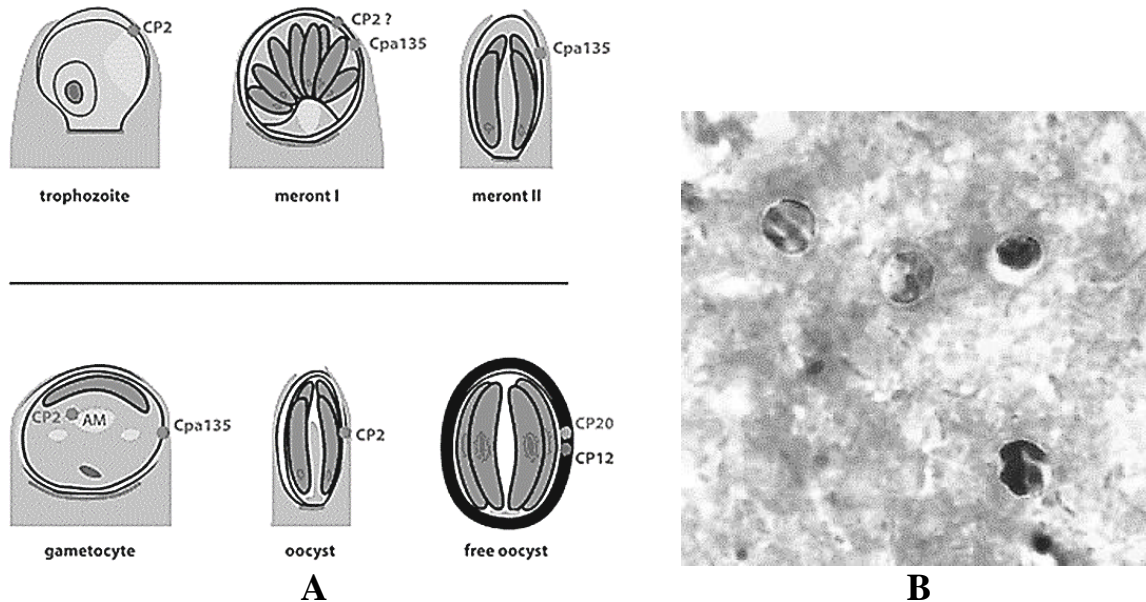 CP2
CP2 ?
Cpa135
Cpa135
trophozoite
meront I
meront II
CP2
AM
Cpa135
CP2
CP20
CP12
gametocyte
oocyst
free oocyst
A
B